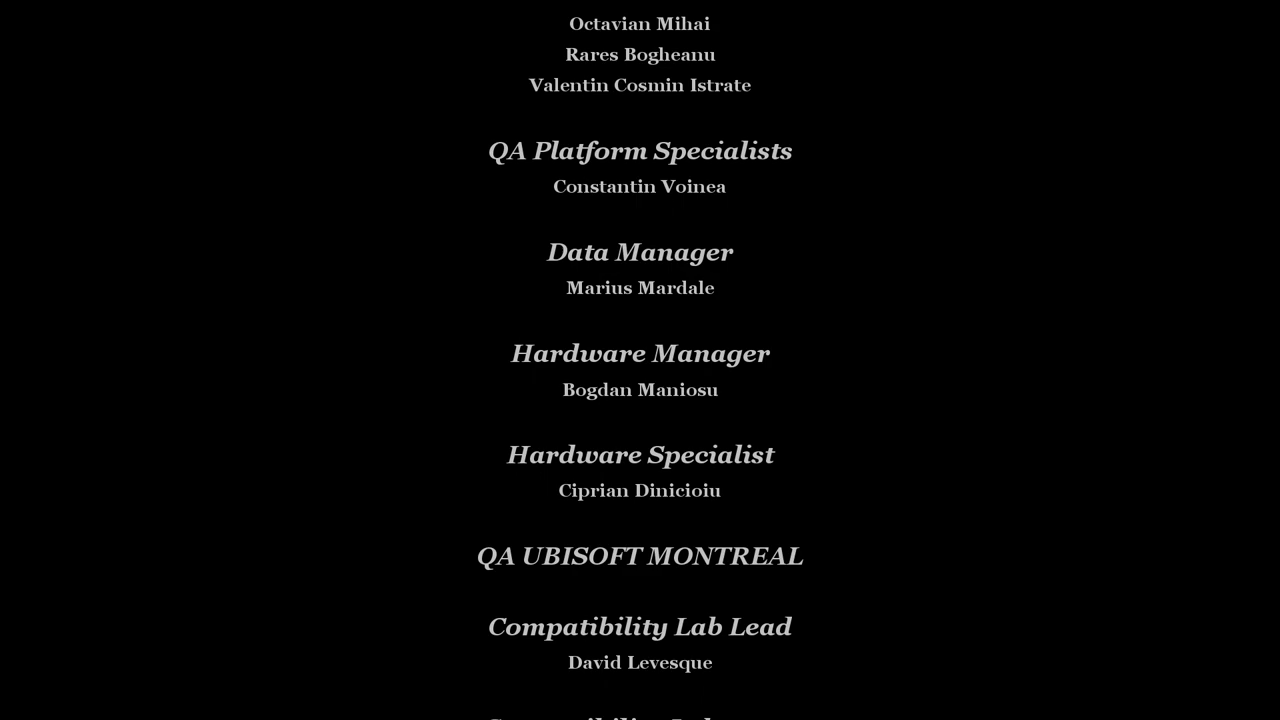 Octavian Mihai
Rares Bogheanu
Valentin Cosmin Istrate
QA Platform Specialists
Constantin Voinea
Data Manager
Marius Mardale
Hardware Manager
Bogdan Maniosu
Hardware Specialist
Ciprian Dinicioiu
QA UBISOFT MONTREAL
Compatibility Lab Lead
David Levesque